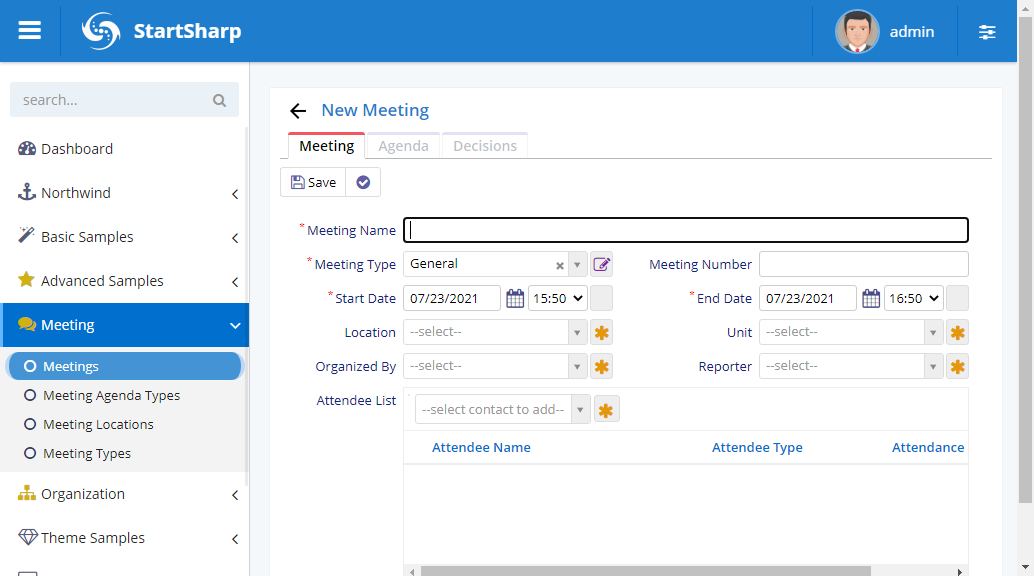 StartSharp
admin
search...
Dashboard
Northwind
Basic Samples
Advanced Samples
Meeting
Meetings
Meeting Agenda Types
Meeting Locations
Meeting Types
Organization
Theme Samples
New Meeting
Meeting Agenda Decisions
Save
*Meeting Name
*Meeting Type General Meeting Number
*Start Date 07/23/2021 15:50 *End Date 07/23/2021 16:50
Location --select-- Unit --select--
Organized By --select-- Reporter --select--
Attendee List --select contact to add--
Attendee Name Attendee Type Attendance